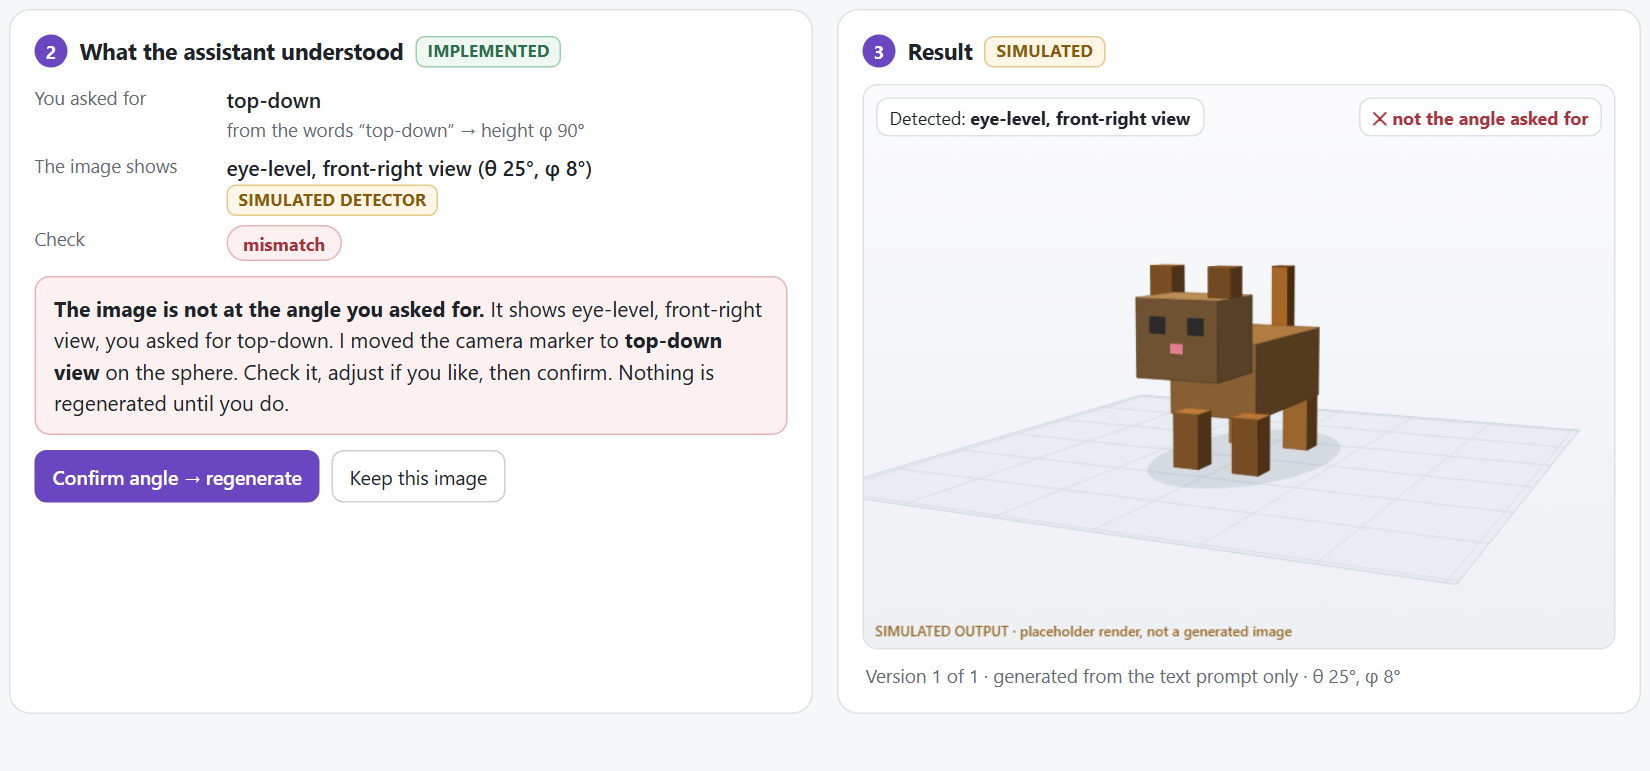 2 What the assistant understood IMPLEMENTED
You asked for top-down
from the words “top-down” → height φ 90°
The image shows eye-level, front-right view (θ 25°, φ 8°)
SIMULATED DETECTOR
Check mismatch
The image is not at the angle you asked for. It shows eye-level, front-right
view, you asked for top-down. I moved the camera marker to top-down
view on the sphere. Check it, adjust if you like, then confirm. Nothing is
regenerated until you do.
Confirm angle → regenerate Keep this image
3 Result SIMULATED
Detected: eye-level, front-right view
✕ not the angle asked for
SIMULATED OUTPUT · placeholder render, not a generated image
Version 1 of 1 · generated from the text prompt only · θ 25°, φ 8°